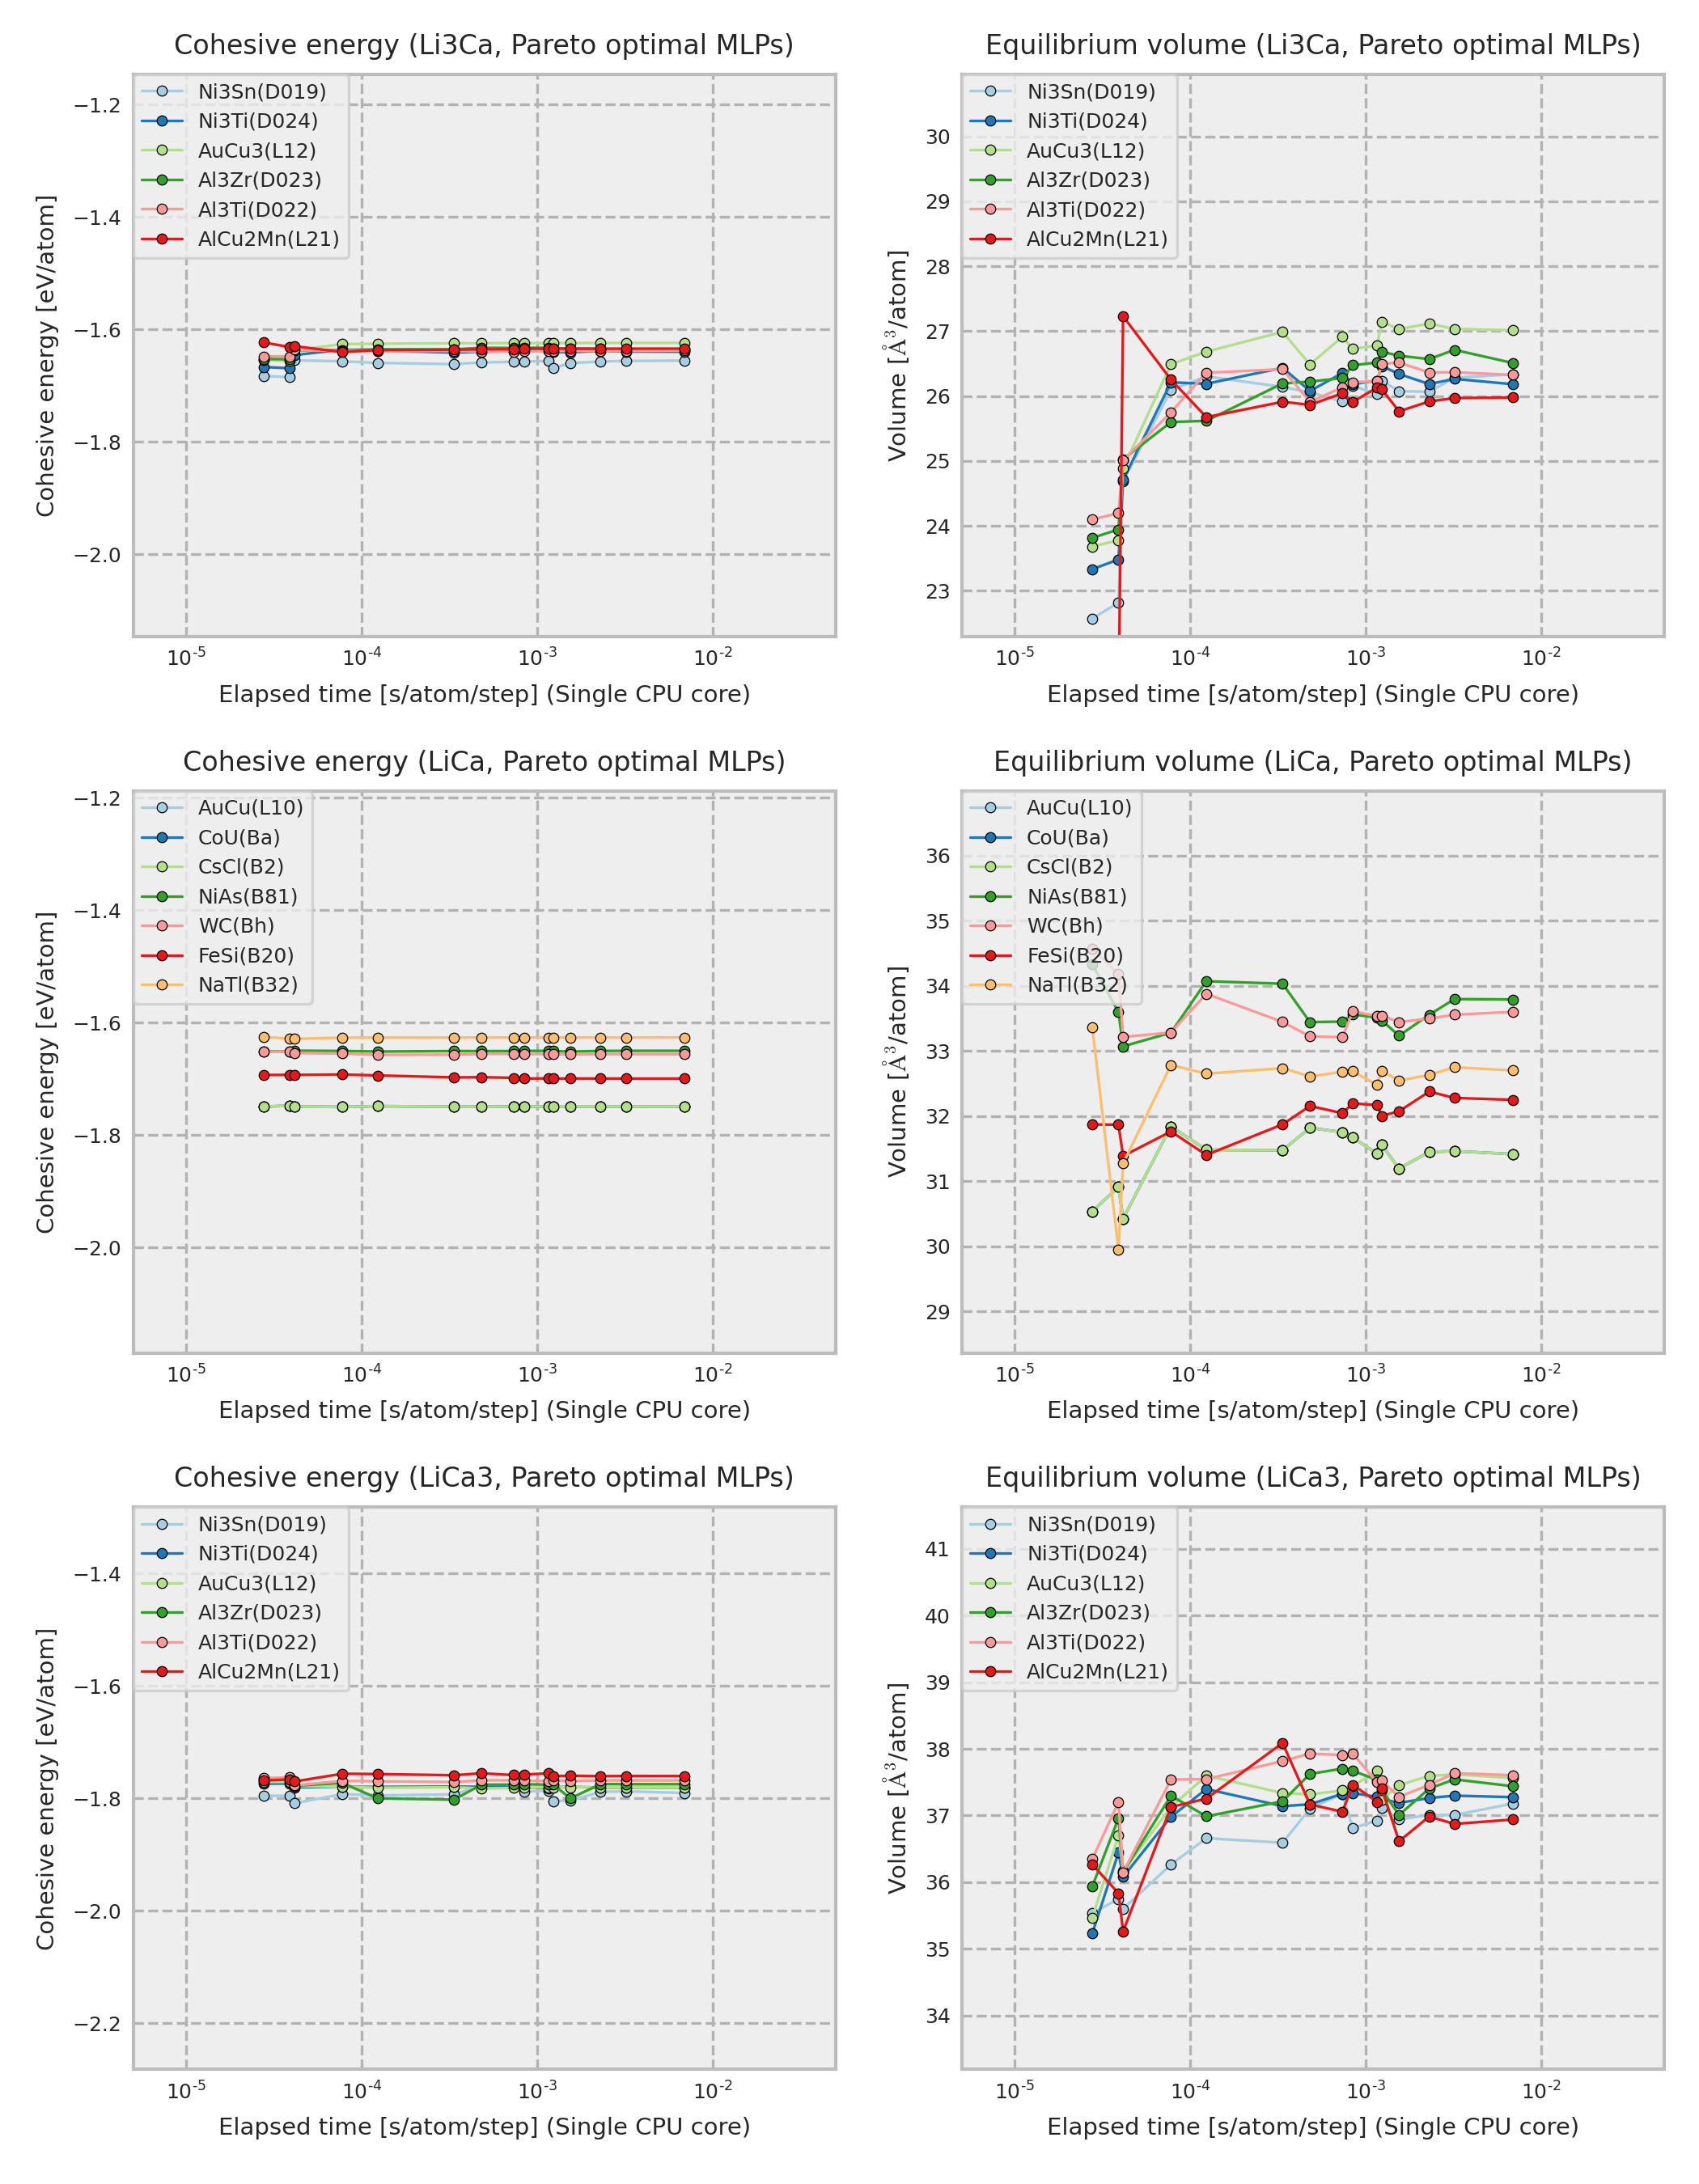 Cohesive energy (Li3Ca, Pareto optimal MLPs)
Ni3Sn(D019)
Ni3Ti(D024)
AuCu3(L12)
Al3Zr(D023)
Al3Ti(D022)
AlCu2Mn(L21)
−1.2
−1.4
−1.6
−1.8
−2.0
Cohesive energy [eV/atom]
10⁻⁵ 10⁻⁴ 10⁻³ 10⁻²
Elapsed time [s/atom/step] (Single CPU core)
Equilibrium volume (Li3Ca, Pareto optimal MLPs)
Ni3Sn(D019)
Ni3Ti(D024)
AuCu3(L12)
Al3Zr(D023)
Al3Ti(D022)
AlCu2Mn(L21)
30
29
28
27
26
25
24
23
Volume [Å³/atom]
10⁻⁵ 10⁻⁴ 10⁻³ 10⁻²
Elapsed time [s/atom/step] (Single CPU core)
Cohesive energy (LiCa, Pareto optimal MLPs)
AuCu(L10)
CoU(Ba)
CsCl(B2)
NiAs(B81)
WC(Bh)
FeSi(B20)
NaTl(B32)
−1.2
−1.4
−1.6
−1.8
−2.0
Cohesive energy [eV/atom]
10⁻⁵ 10⁻⁴ 10⁻³ 10⁻²
Elapsed time [s/atom/step] (Single CPU core)
Equilibrium volume (LiCa, Pareto optimal MLPs)
AuCu(L10)
CoU(Ba)
CsCl(B2)
NiAs(B81)
WC(Bh)
FeSi(B20)
NaTl(B32)
36
35
34
33
32
31
30
29
Volume [Å³/atom]
10⁻⁵ 10⁻⁴ 10⁻³ 10⁻²
Elapsed time [s/atom/step] (Single CPU core)
Cohesive energy (LiCa3, Pareto optimal MLPs)
Ni3Sn(D019)
Ni3Ti(D024)
AuCu3(L12)
Al3Zr(D023)
Al3Ti(D022)
AlCu2Mn(L21)
−1.4
−1.6
−1.8
−2.0
−2.2
Cohesive energy [eV/atom]
10⁻⁵ 10⁻⁴ 10⁻³ 10⁻²
Elapsed time [s/atom/step] (Single CPU core)
Equilibrium volume (LiCa3, Pareto optimal MLPs)
Ni3Sn(D019)
Ni3Ti(D024)
AuCu3(L12)
Al3Zr(D023)
Al3Ti(D022)
AlCu2Mn(L21)
41
40
39
38
37
36
35
34
Volume [Å³/atom]
10⁻⁵ 10⁻⁴ 10⁻³ 10⁻²
Elapsed time [s/atom/step] (Single CPU core)